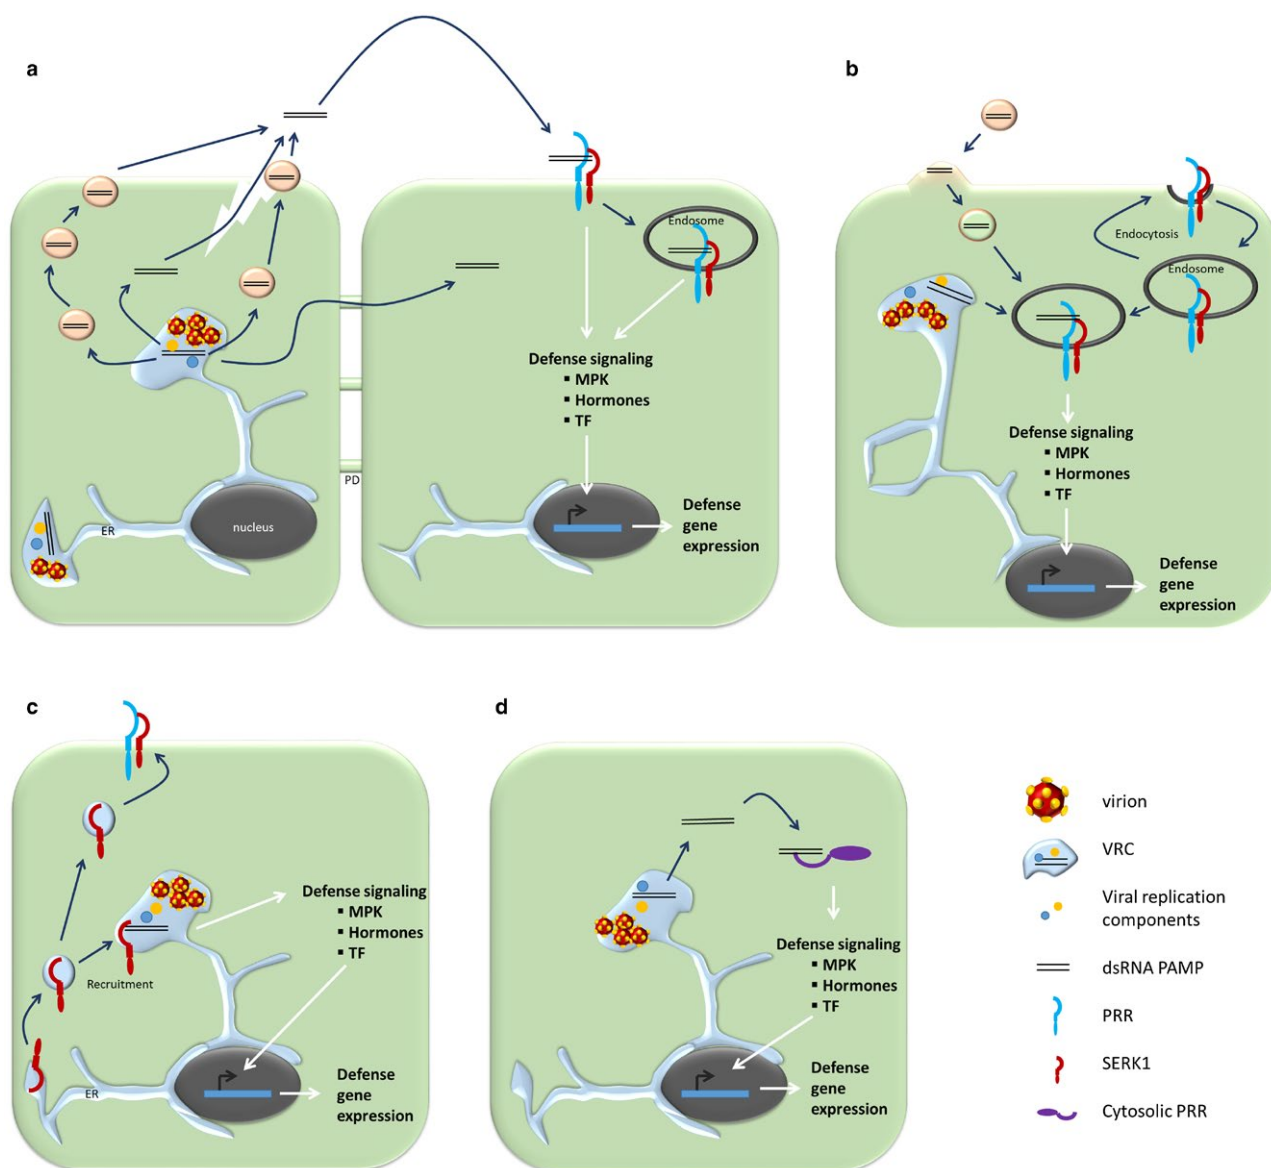 a
Endosome
Defense signaling
▪ MPK
▪ Hormones
▪ TF
PD
nucleus
ER
Defense
gene
expression
b
Endocytosis
Endosome
Defense signaling
▪ MPK
▪ Hormones
▪ TF
Defense
gene
expression
c
Defense signaling
▪ MPK
▪ Hormones
▪ TF
Recruitment
ER
Defense
gene
expression
d
Defense signaling
▪ MPK
▪ Hormones
▪ TF
Defense
gene
expression
virion
VRC
Viral replication
components
dsRNA PAMP
PRR
SERK1
Cytosolic PRR